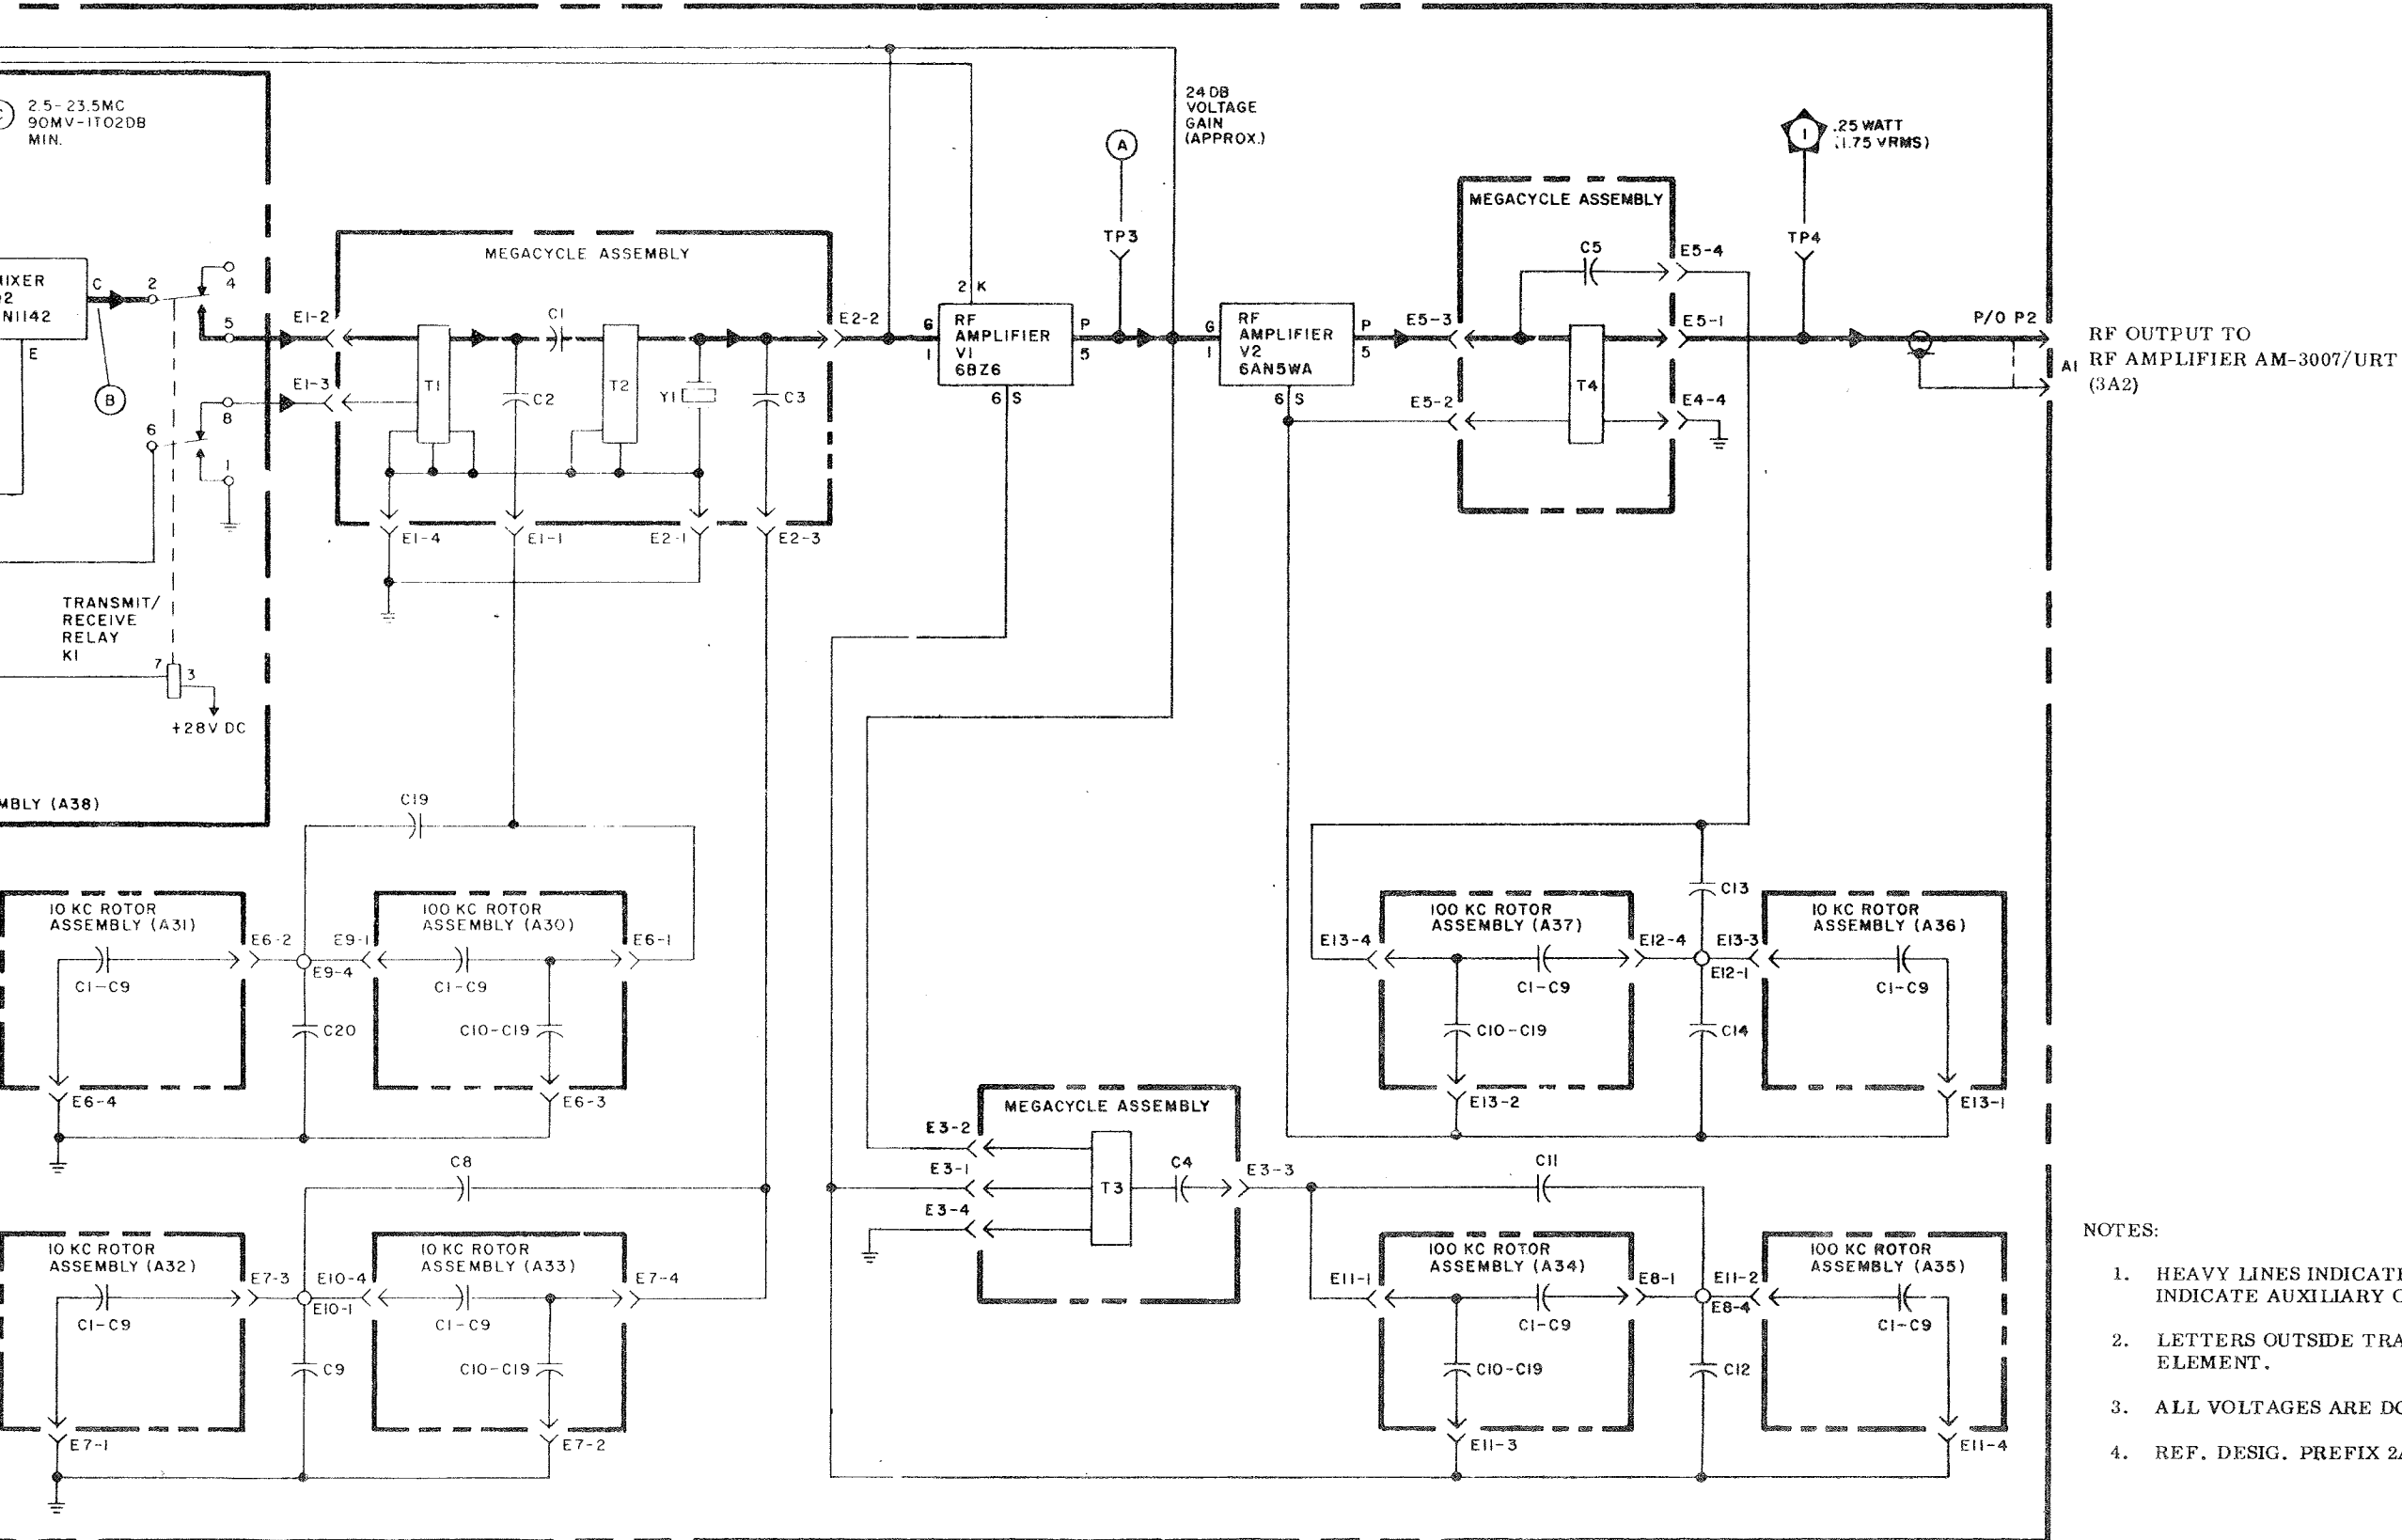 2.5-23.5MC
90MV-1TO2DB
MIN.
24 DB
VOLTAGE
GAIN
(APPROX.)
A
TP3
1
.25 WATT
(1.75 VRMS)
TP4
MEGACYCLE ASSEMBLY
C5
E5-4
MEGACYCLE ASSEMBLY
MIXER
N1142
C
2
4
5
8
6
1
E
B
E1-2
E1-3
C1
T1
C2
T2
Y1
C3
E2-2
E1-4
E1-1
E2-1
E2-3
2 K
G
1
RF
AMPLIFIER
V1
6BZ6
P
5
6 S
G
1
RF
AMPLIFIER
V2
6AN5WA
P
5
6 S
E5-3
E5-2
T4
E5-1
E4-4
P/O P2
A1
RF OUTPUT TO
RF AMPLIFIER AM-3007/URT
(3A2)
TRANSMIT/
RECEIVE
RELAY
K1
7
3
+28V DC
MBLY (A38)
C19
10 KC ROTOR
ASSEMBLY (A31)
C1-C9
E6-2
E9-1
E9-4
C20
E6-4
100 KC ROTOR
ASSEMBLY (A30)
C1-C9
C10-C19
E6-1
E6-3
C13
100 KC ROTOR
ASSEMBLY (A37)
E13-4
C1-C9
C10-C19
E13-2
E12-4
E13-3
E12-1
C14
10 KC ROTOR
ASSEMBLY (A36)
C1-C9
E13-1
MEGACYCLE ASSEMBLY
E3-2
E3-1
E3-4
T3
C4
E3-3
C11
C8
10 KC ROTOR
ASSEMBLY (A32)
C1-C9
E7-3
E10-4
E10-1
C9
E7-1
10 KC ROTOR
ASSEMBLY (A33)
C1-C9
C10-C19
E7-4
E7-2
100 KC ROTOR
ASSEMBLY (A34)
E11-1
C1-C9
C10-C19
E11-3
E8-1
E11-2
E8-4
C12
100 KC ROTOR
ASSEMBLY (A35)
C1-C9
E11-4
NOTES:
1. HEAVY LINES INDICATE
INDICATE AUXILIARY
2. LETTERS OUTSIDE
ELEMENT.
3. ALL VOLTAGES ARE DC
4. REF. DESIG. PREFIX